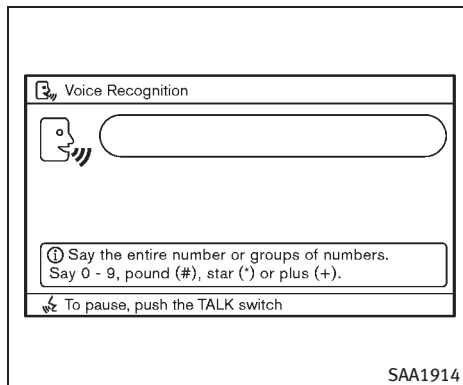 Voice Recognition
ⓘ Say the entire number or groups of numbers.
Say 0 - 9, pound (#), star (*) or plus (+).
To pause, push the TALK switch
SAA1914